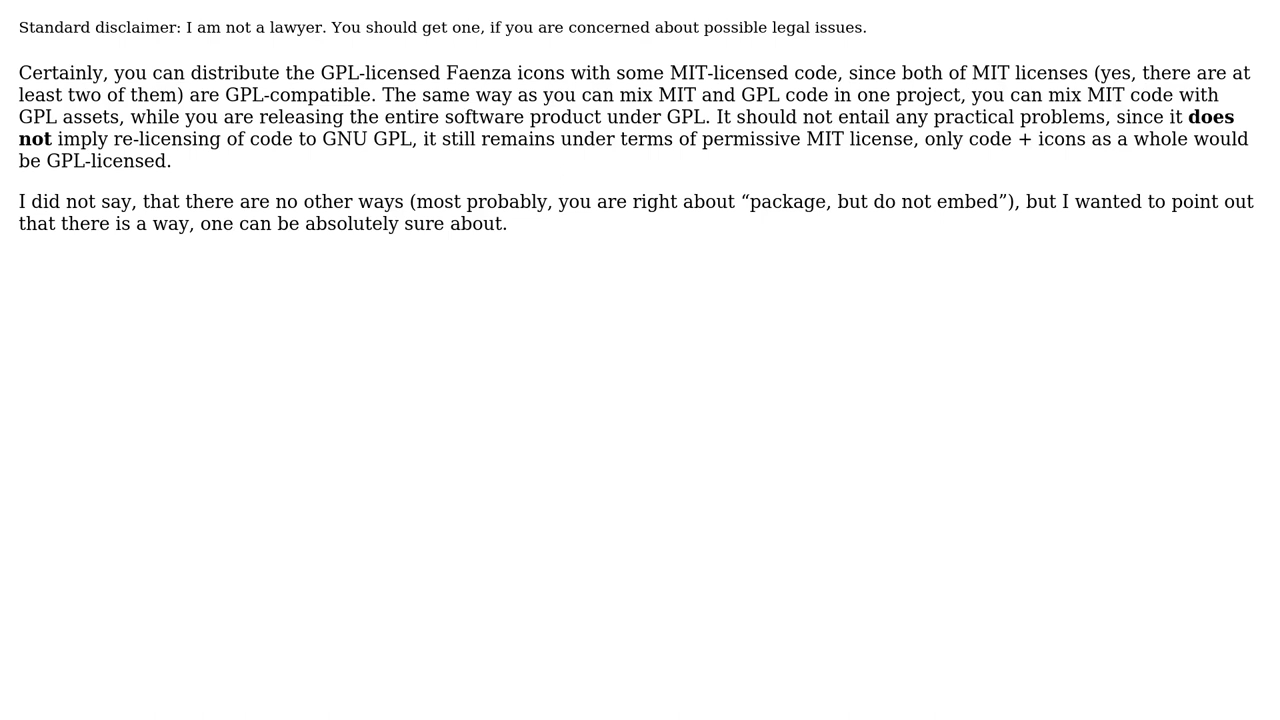 Standard disclaimer: I am not a lawyer. You should get one, if you are concerned about possible legal issues.
Certainly, you can distribute the GPL-licensed Faenza icons with some MIT-licensed code, since both of MIT licenses (yes, there are at
least two of them) are GPL-compatible. The same way as you can mix MIT and GPL code in one project, you can mix MIT code with
GPL assets, while you are releasing the entire software product under GPL. It should not entail any practical problems, since it does
not imply re-licensing of code to GNU GPL, it still remains under terms of permissive MIT license, only code + icons as a whole would
be GPL-licensed.
I did not say, that there are no other ways (most probably, you are right about “package, but do not embed”), but I wanted to point out
that there is a way, one can be absolutely sure about.